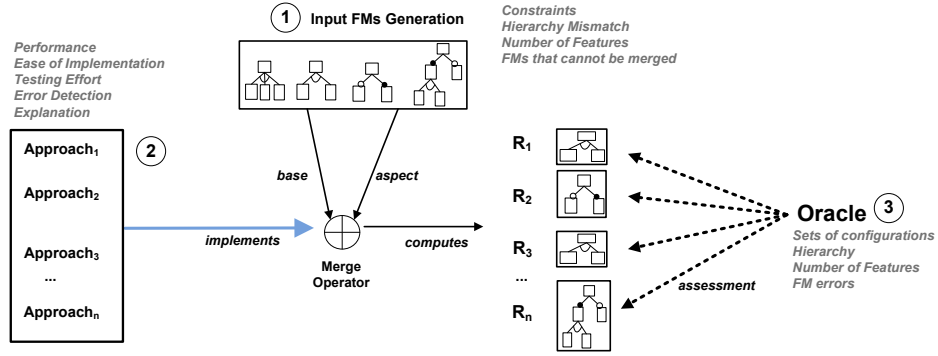 1 Input FMs Generation
Constraints
Hierarchy Mismatch
Number of Features
FMs that cannot be merged
Performance
Ease of Implementation
Testing Effort
Error Detection
Explanation
2
Approach₁
Approach₂
Approach₃
...
Approachₙ
base
aspect
implements
computes
Merge
Operator
R₁
R₂
R₃
...
Rₙ
Oracle 3
Sets of configurations
Hierarchy
Number of Features
FM errors
assessment